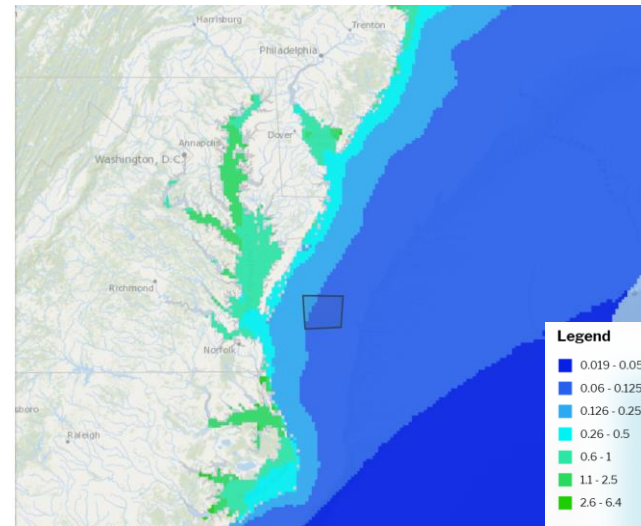 Harrisburg
Trenton
Philadelphia
Dover
Annapolis
Washington, D.C.
Richmond
Norfolk
sboro
Raleigh
Legend
0.019 - 0.05
0.06 - 0.125
0.126 - 0.25
0.26 - 0.5
0.6 - 1
1.1 - 2.5
2.6 - 6.4